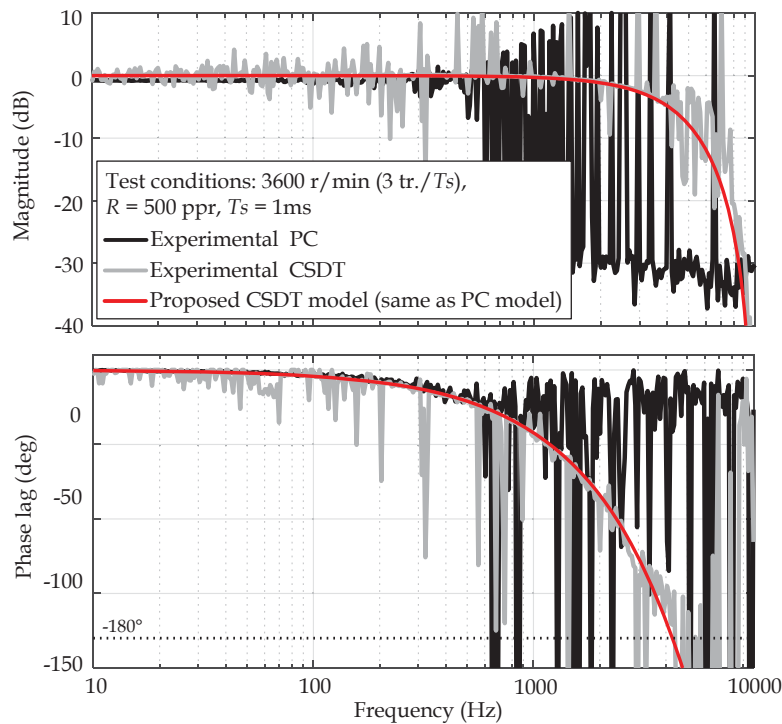 10
0
-10
-20
-30
-40
Magnitude (dB)
Test conditions: 3600 r/min (3 tr./Ts),
R = 500 ppr, Ts = 1ms
Experimental PC
Experimental CSDT
Proposed CSDT model (same as PC model)
0
-50
-100
-150
Phase lag (deg)
-180°
10
100
1000
10000
Frequency (Hz)